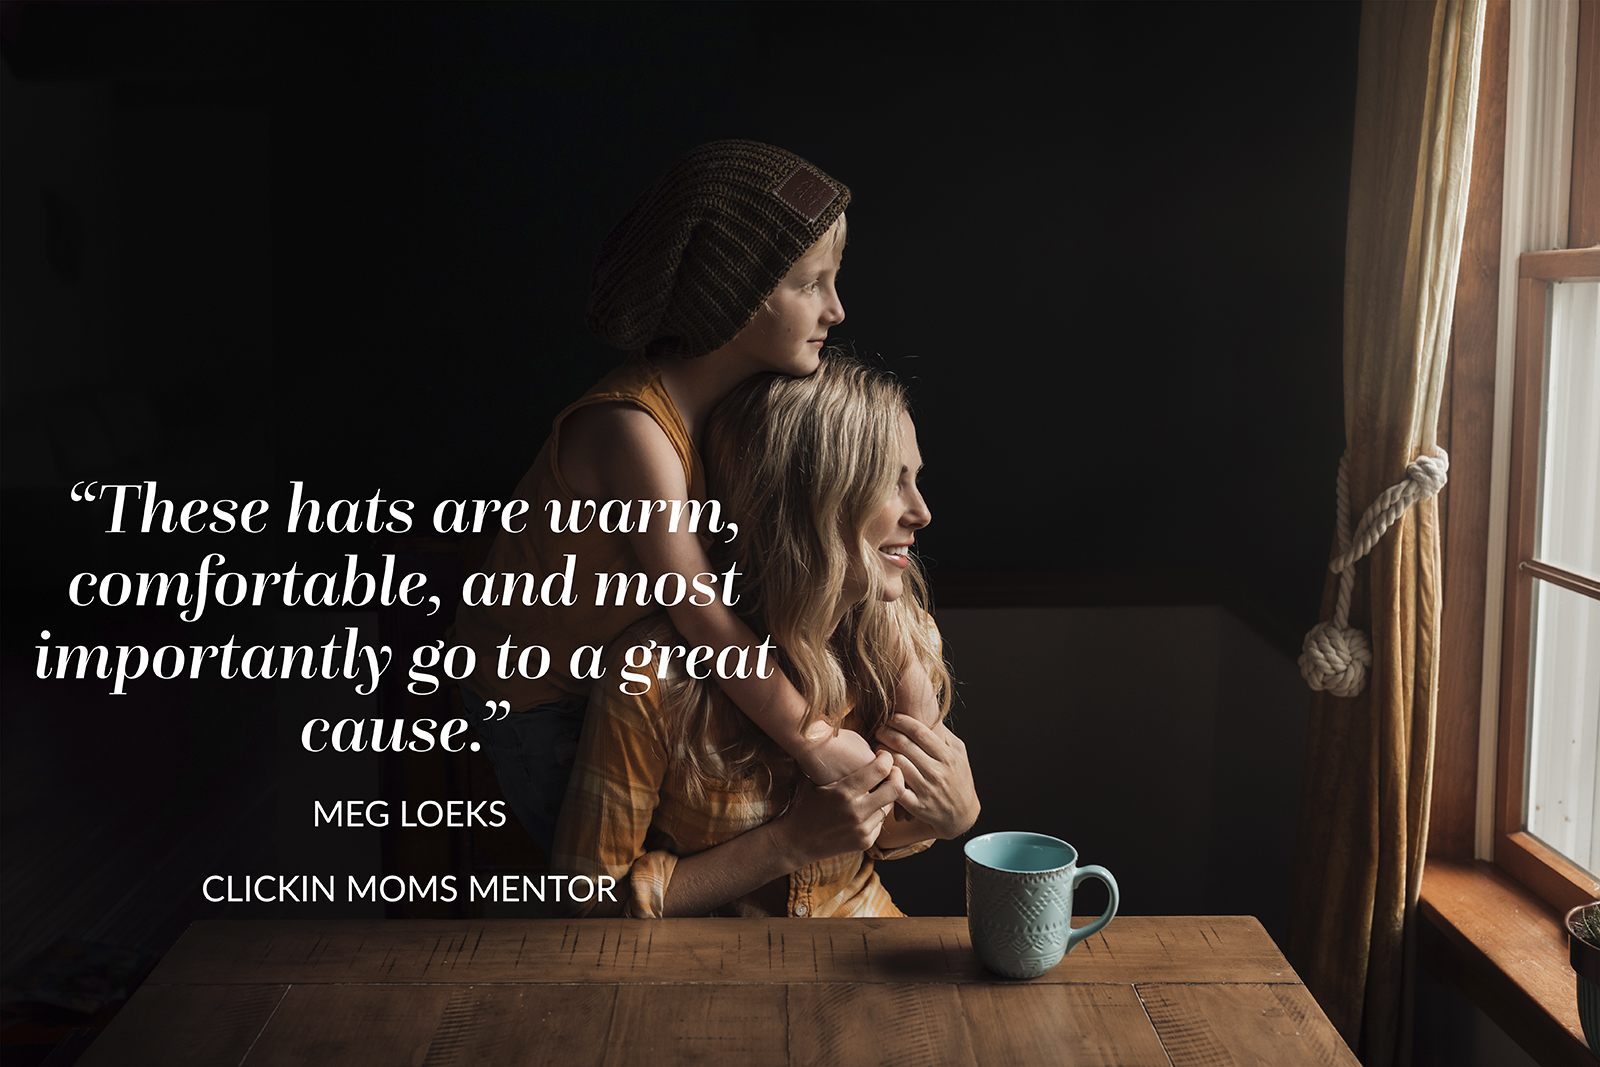 “These hats are warm,
comfortable, and most
importantly go to a great
cause.”
MEG LOEKS
CLICKIN MOMS MENTOR